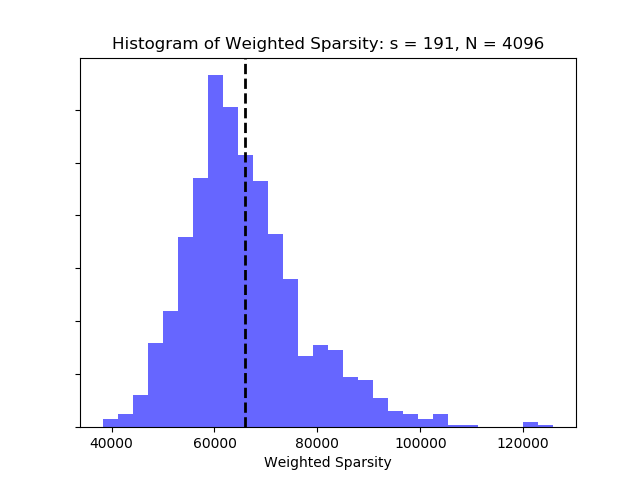 Histogram of Weighted Sparsity: s = 191, N = 4096
40000 60000 80000 100000 120000
Weighted Sparsity